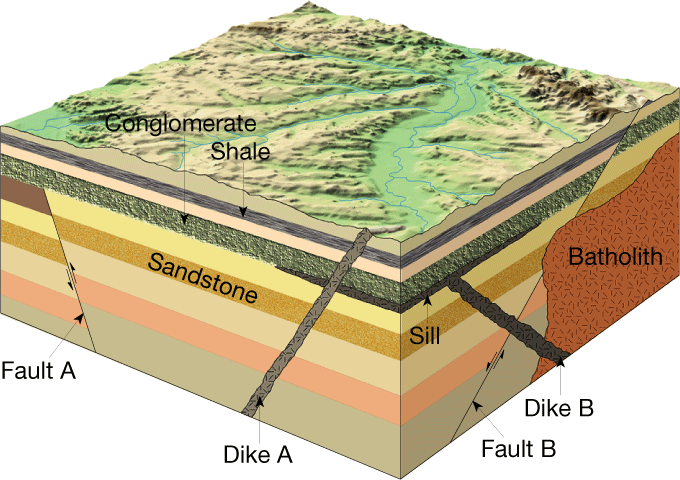 Conglomerate
Shale
Sandstone
Batholith
Sill
Fault A
Dike B
Dike A
Fault B